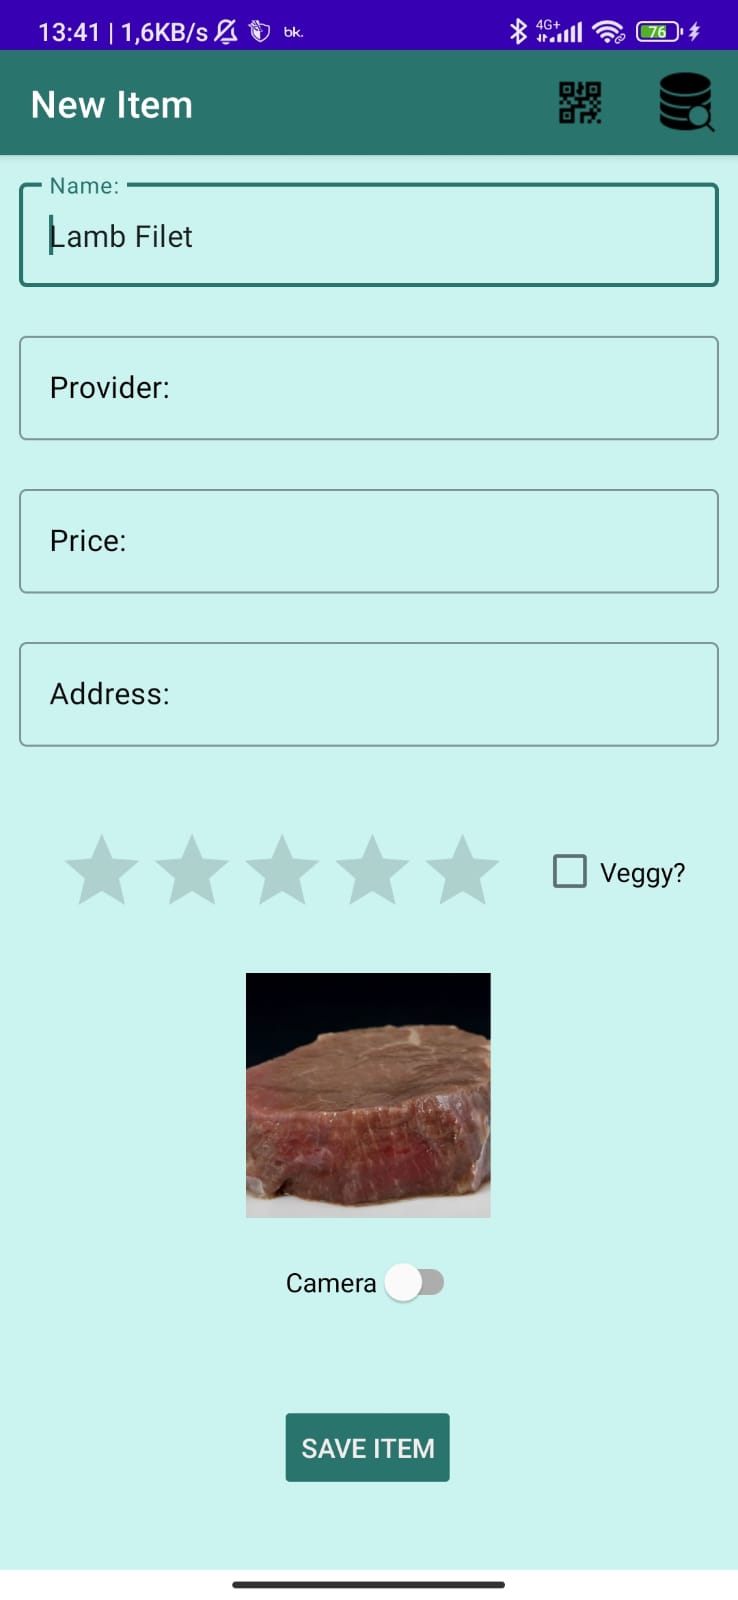 13:41 | 1,6KB/s bk. 4G+ 76
New Item
Name:
Lamb Filet
Provider:
Price:
Address:
Veggy?
Camera
SAVE ITEM